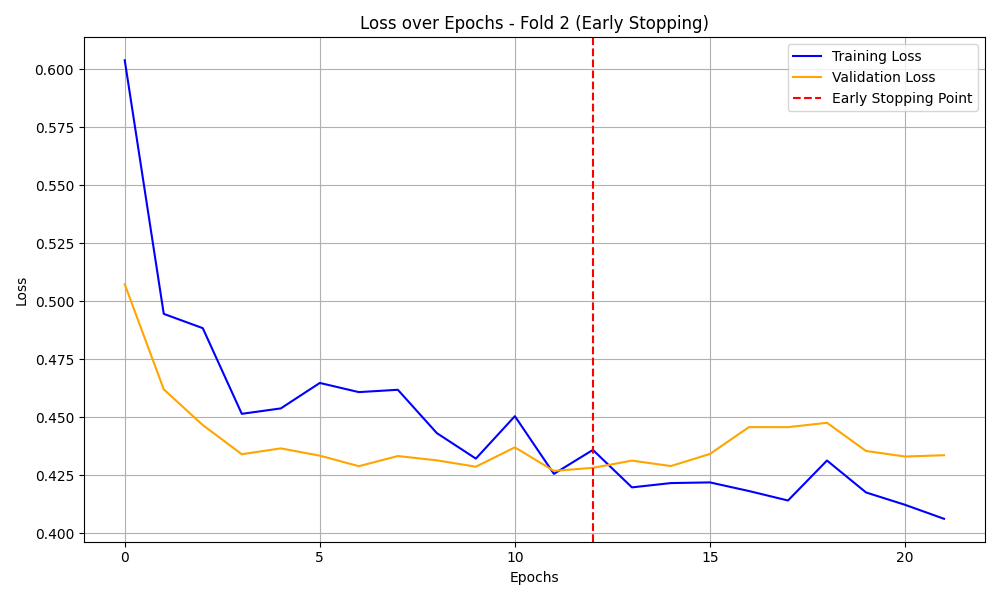 Loss over Epochs - Fold 2 (Early Stopping)
Training Loss
Validation Loss
Early Stopping Point
Loss
0.600
0.575
0.550
0.525
0.500
0.475
0.450
0.425
0.400
0 5 10 15 20
Epochs